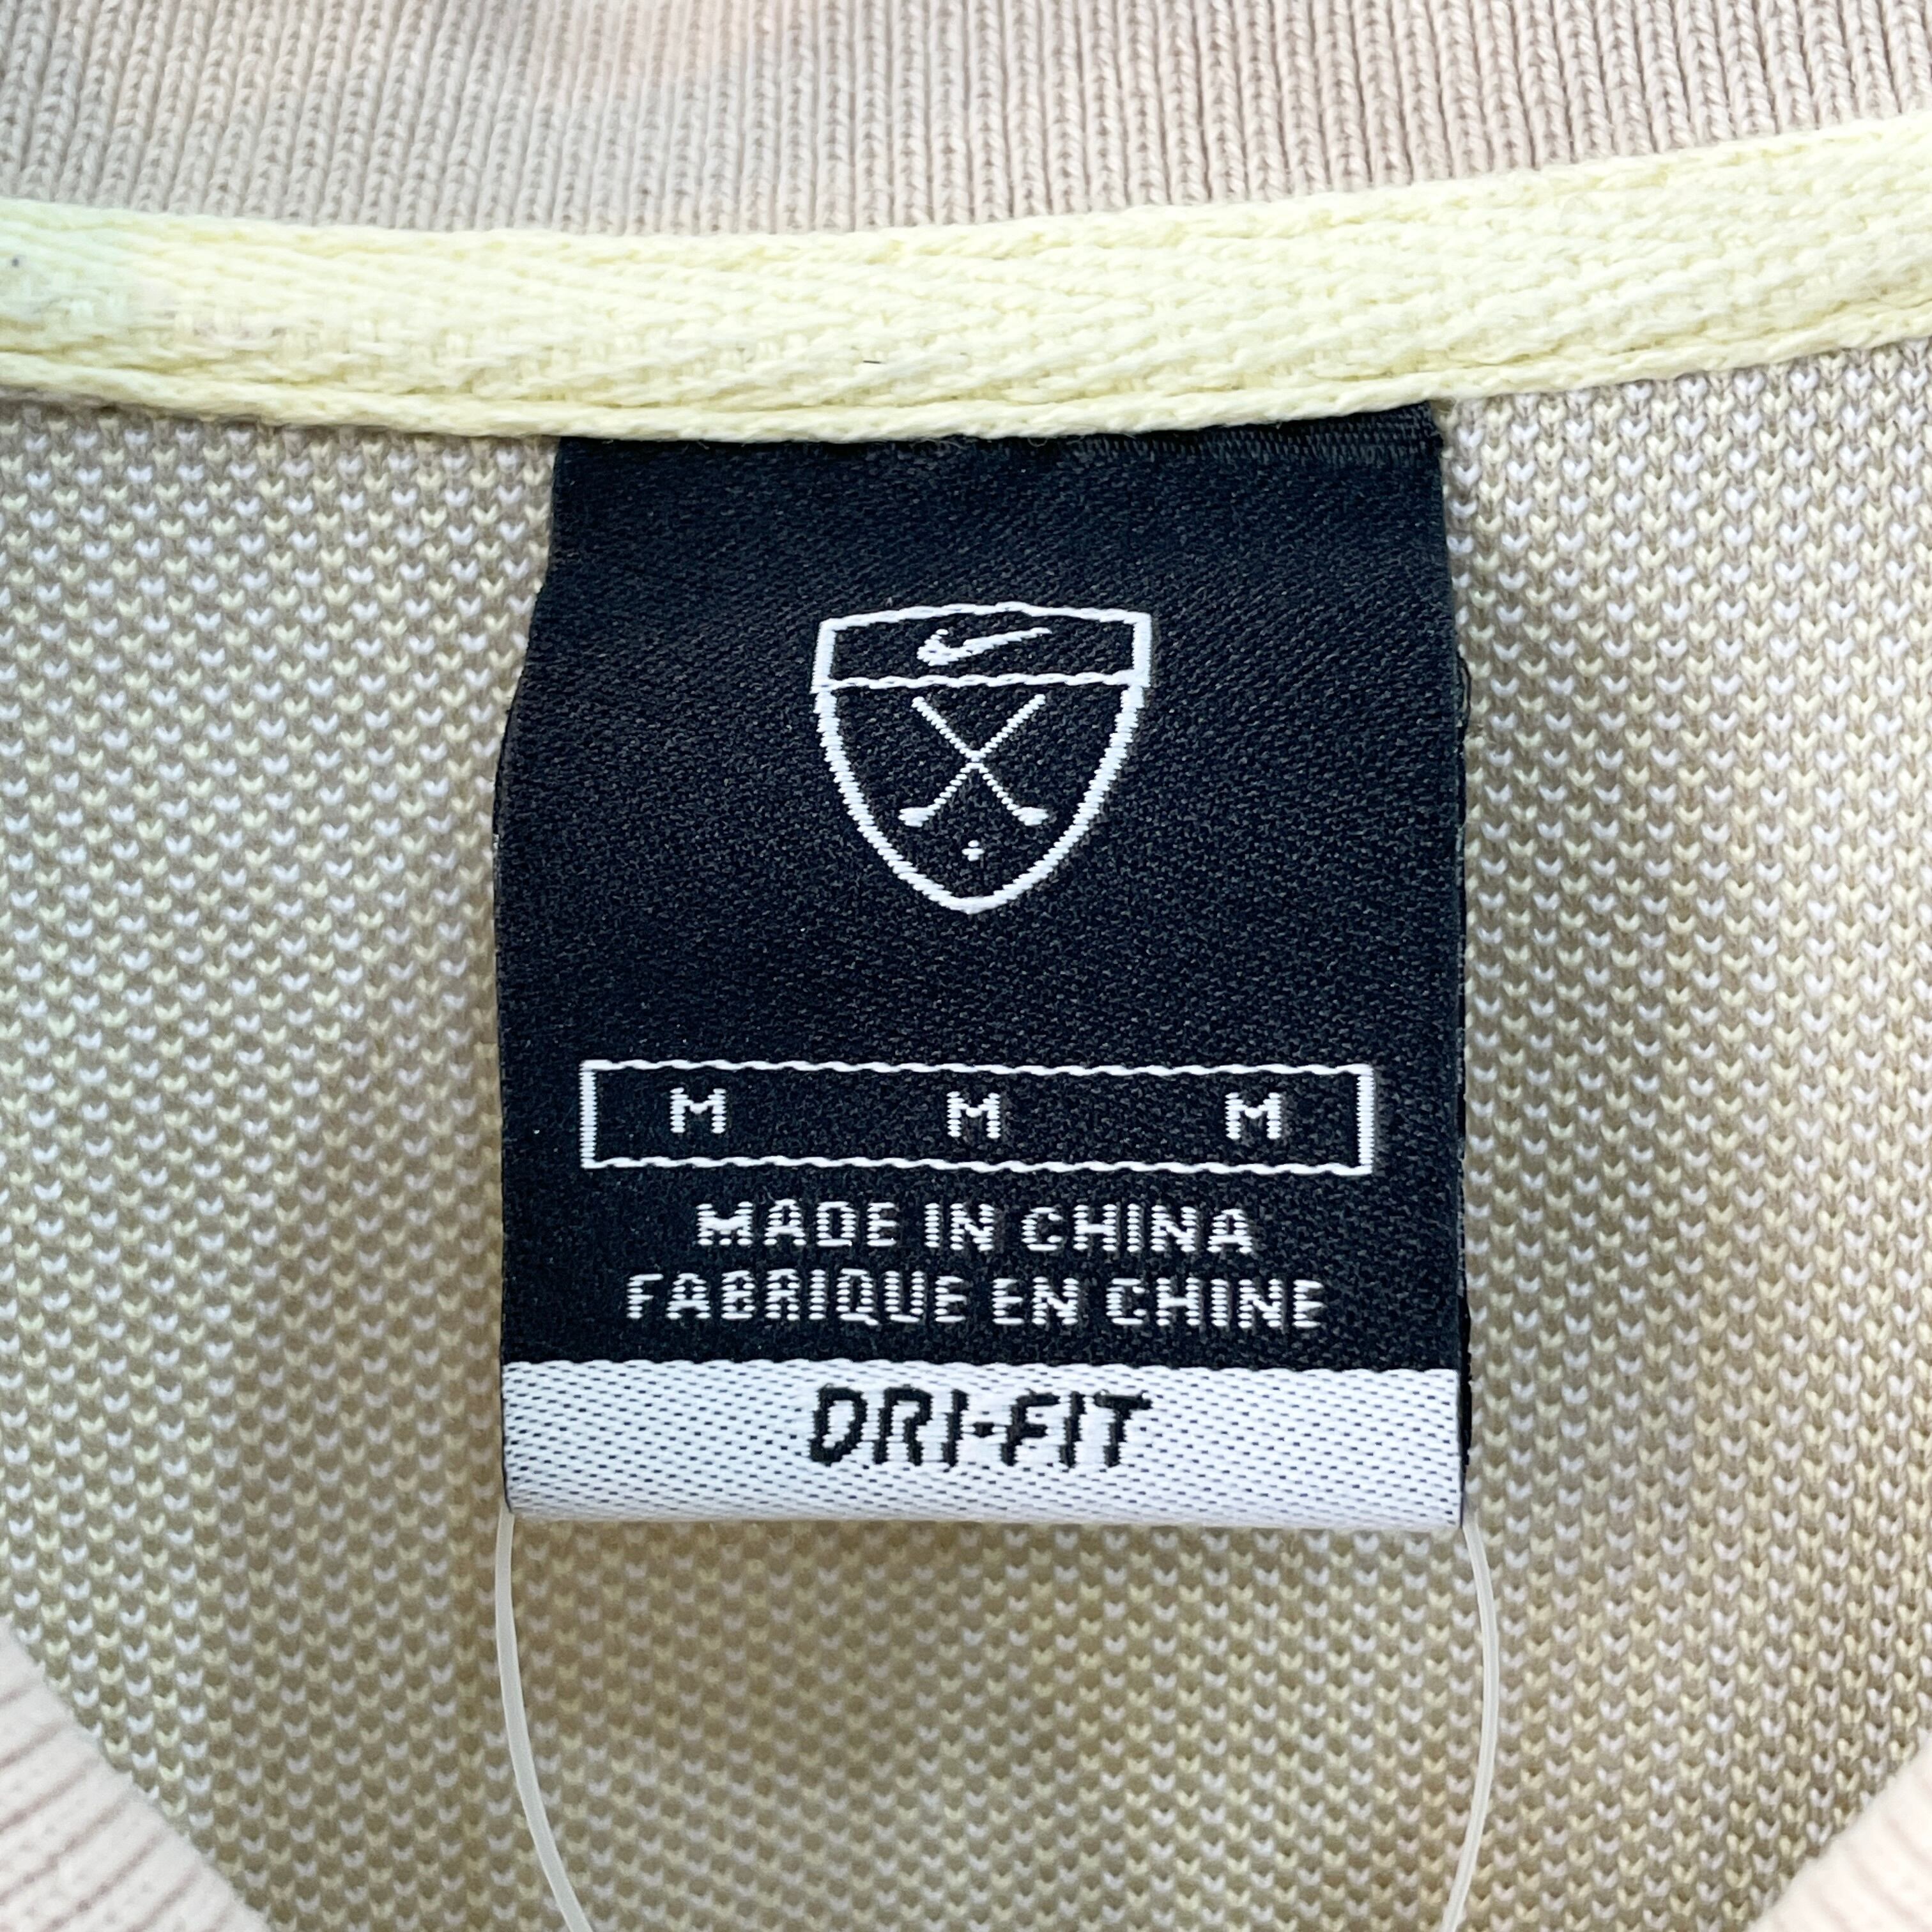 M M M
MADE IN CHINA
FABRIQUE EN CHINE
DRI-FIT